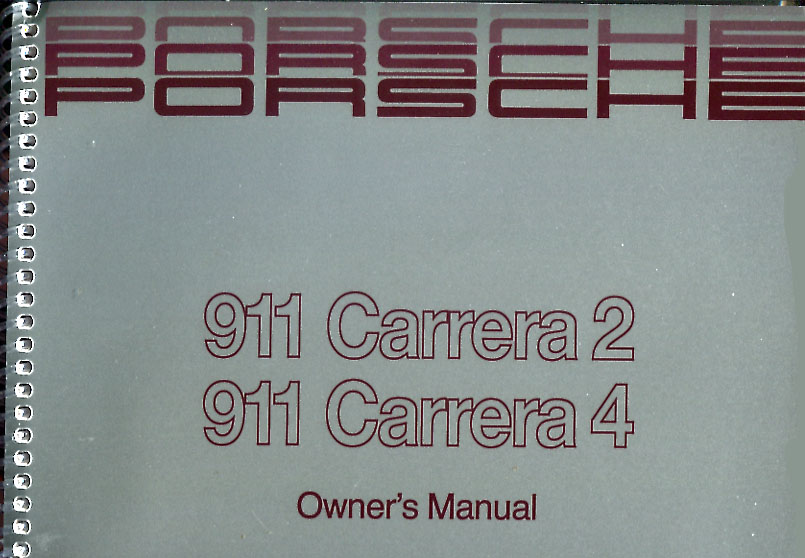 PORSCHE
PORSCHE
PORSCHE
911 Carrera 2
911 Carrera 4
Owner's Manual